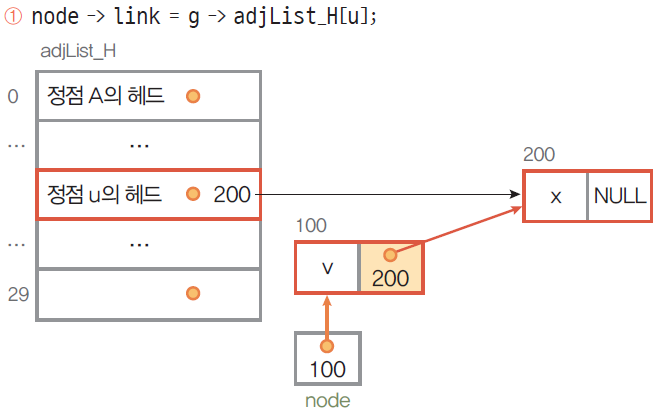 ① node -> link = g -> adjList_H[u];
adjList_H
0 정점 A의 헤드
... ...
200
정점 u의 헤드 200
x NULL
100
... ...
v 200
29
100
node